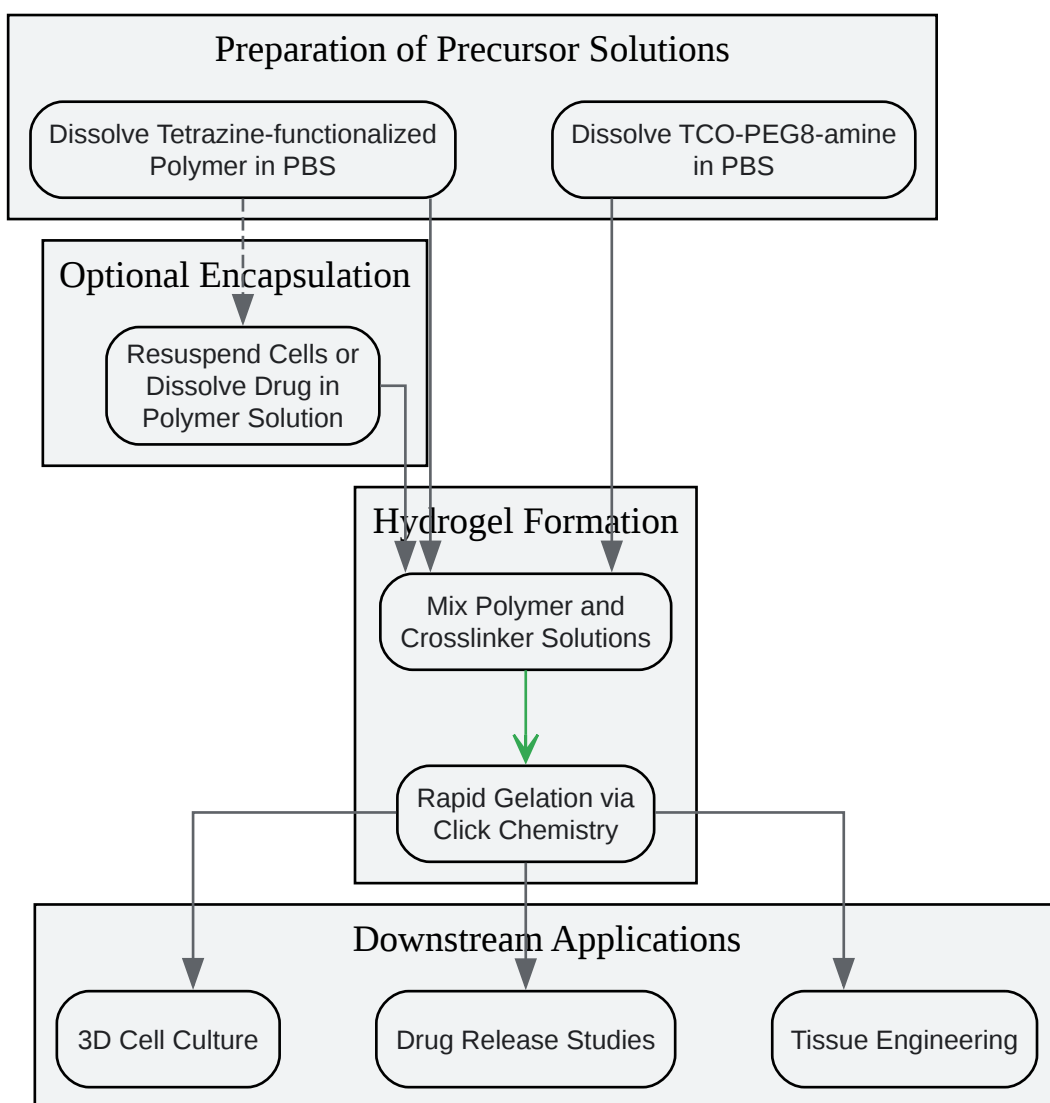 Preparation of Precursor Solutions
Dissolve Tetrazine-functionalized
Polymer in PBS
Dissolve TCO-PEG8-amine
in PBS
Optional Encapsulation
Resuspend Cells or
Dissolve Drug in
Polymer Solution
Hydrogel Formation
Mix Polymer and
Crosslinker Solutions
Rapid Gelation via
Click Chemistry
Downstream Applications
3D Cell Culture
Drug Release Studies
Tissue Engineering